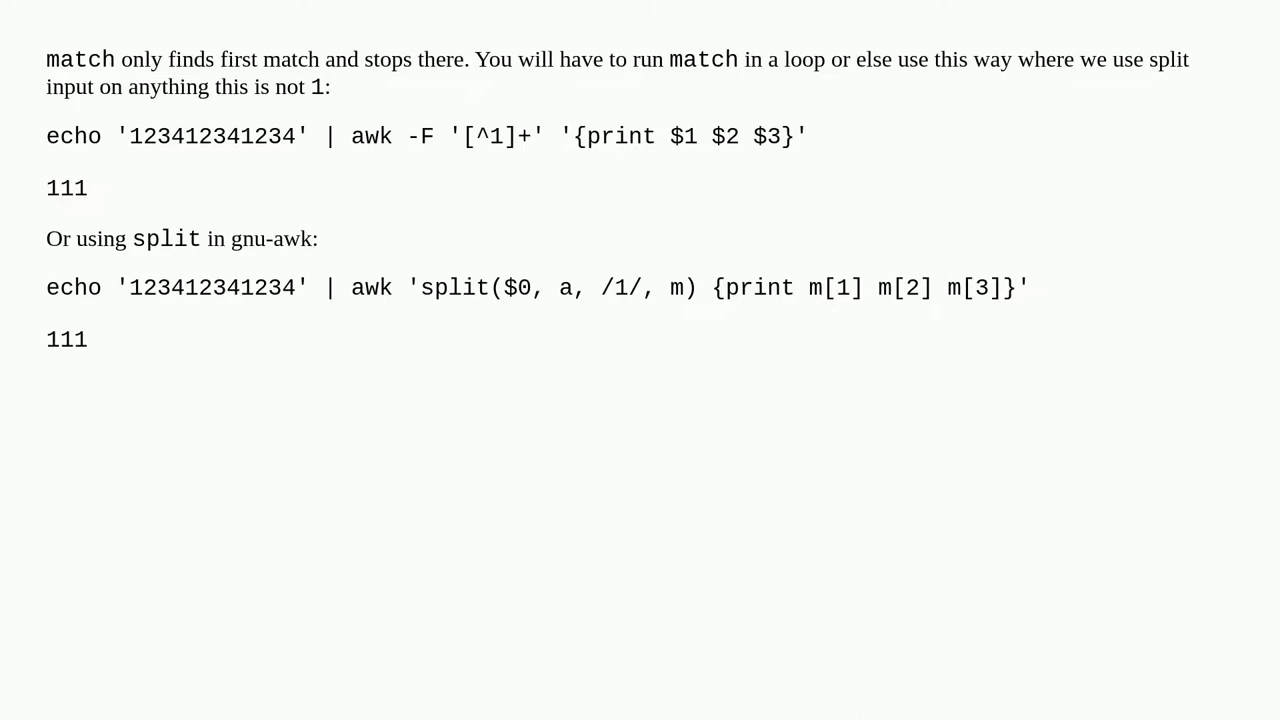 match only finds first match and stops there. You will have to run match in a loop or else use this way where we use split
input on anything this is not 1:
echo '123412341234' | awk -F '[^1]+' '{print $1 $2 $3}'
111
Or using split in gnu-awk:
echo '123412341234' | awk 'split($0, a, /1/, m) {print m[1] m[2] m[3]}'
111